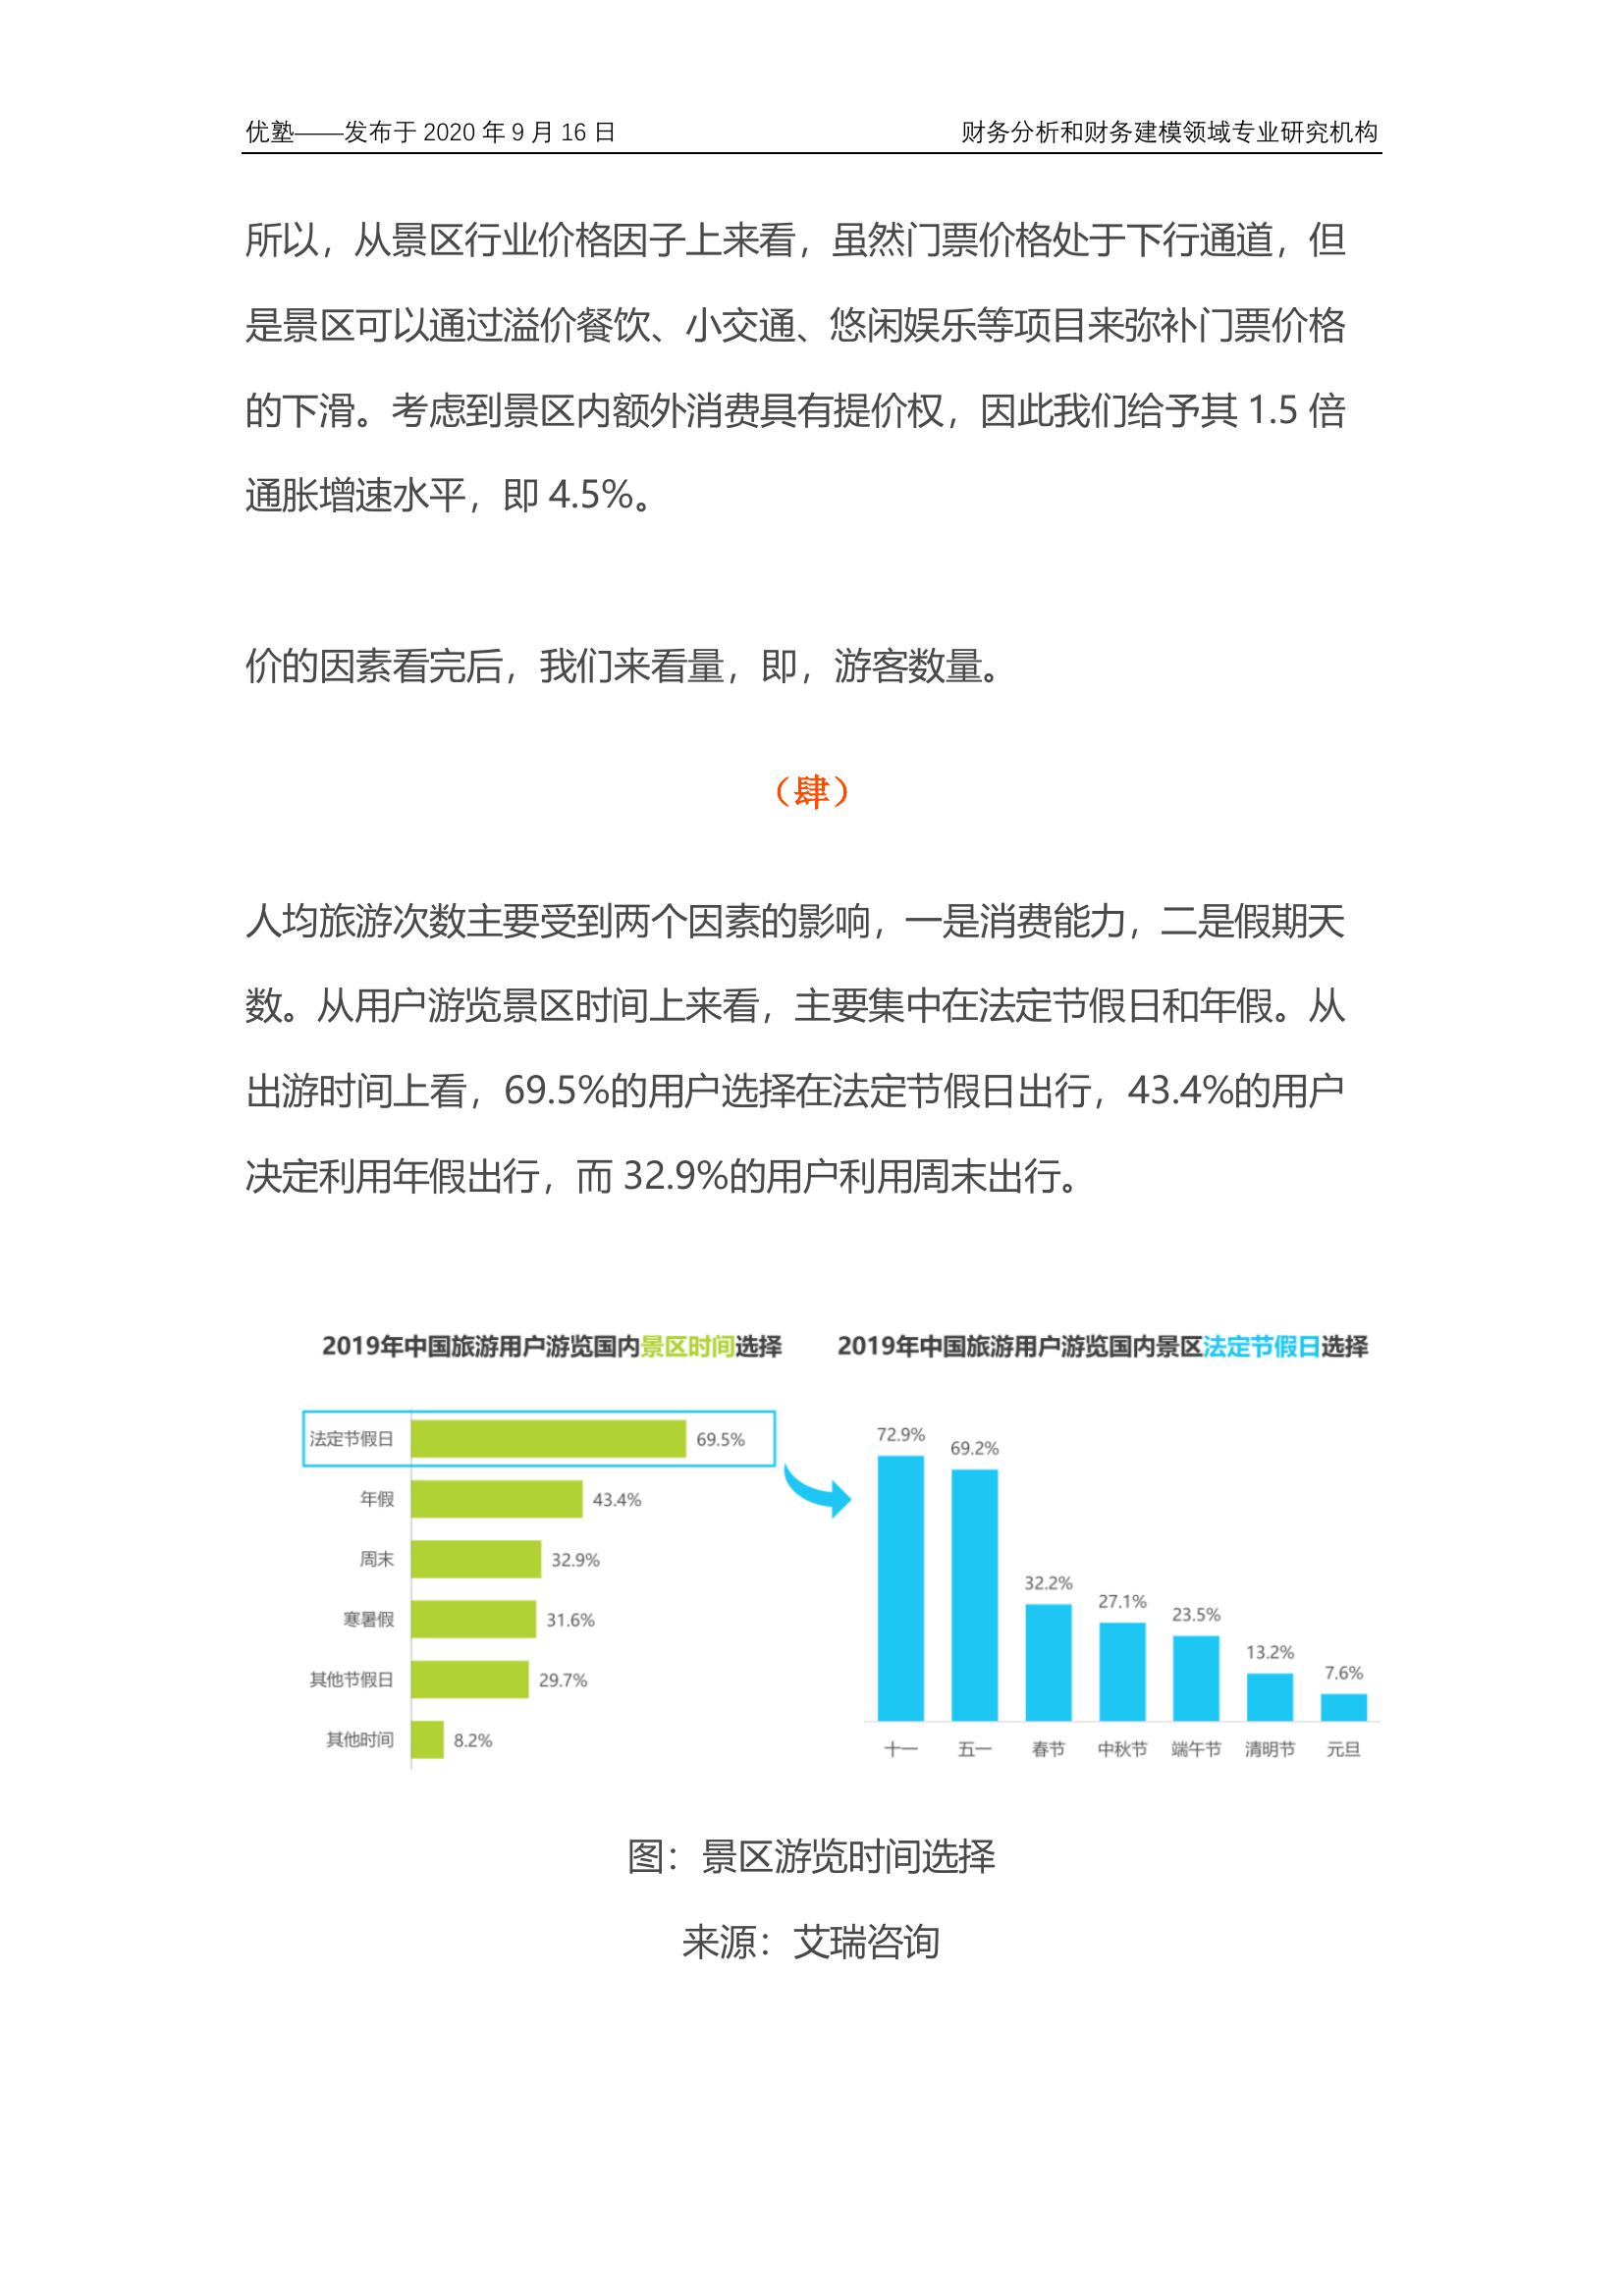 优塾——发布于 2020 年 9 月 16 日 财务分析和财务建模领域专业研究机构
所以，从景区行业价格因子上来看，虽然门票价格处于下行通道，但
是景区可以通过溢价餐饮、小交通、悠闲娱乐等项目来弥补门票价格
的下滑。考虑到景区内额外消费具有提价权，因此我们给予其 1.5 倍
通胀增速水平，即 4.5%。
价的因素看完后，我们来看量，即，游客数量。
（肆）
人均旅游次数主要受到两个因素的影响，一是消费能力，二是假期天
数。从用户游览景区时间上来看，主要集中在法定节假日和年假。从
出游时间上看，69.5%的用户选择在法定节假日出行，43.4%的用户
决定利用年假出行，而 32.9%的用户利用周末出行。
2019年中国旅游用户游览国内景区时间选择
法定节假日 69.5%
年假 43.4%
周末 32.9%
寒暑假 31.6%
其他节假日 29.7%
其他时间 8.2%
2019年中国旅游用户游览国内景区法定节假日选择
72.9% 69.2% 32.2% 27.1% 23.5% 13.2% 7.6%
十一 五一 春节 中秋节 端午节 清明节 元旦
图：景区游览时间选择
来源：艾瑞咨询